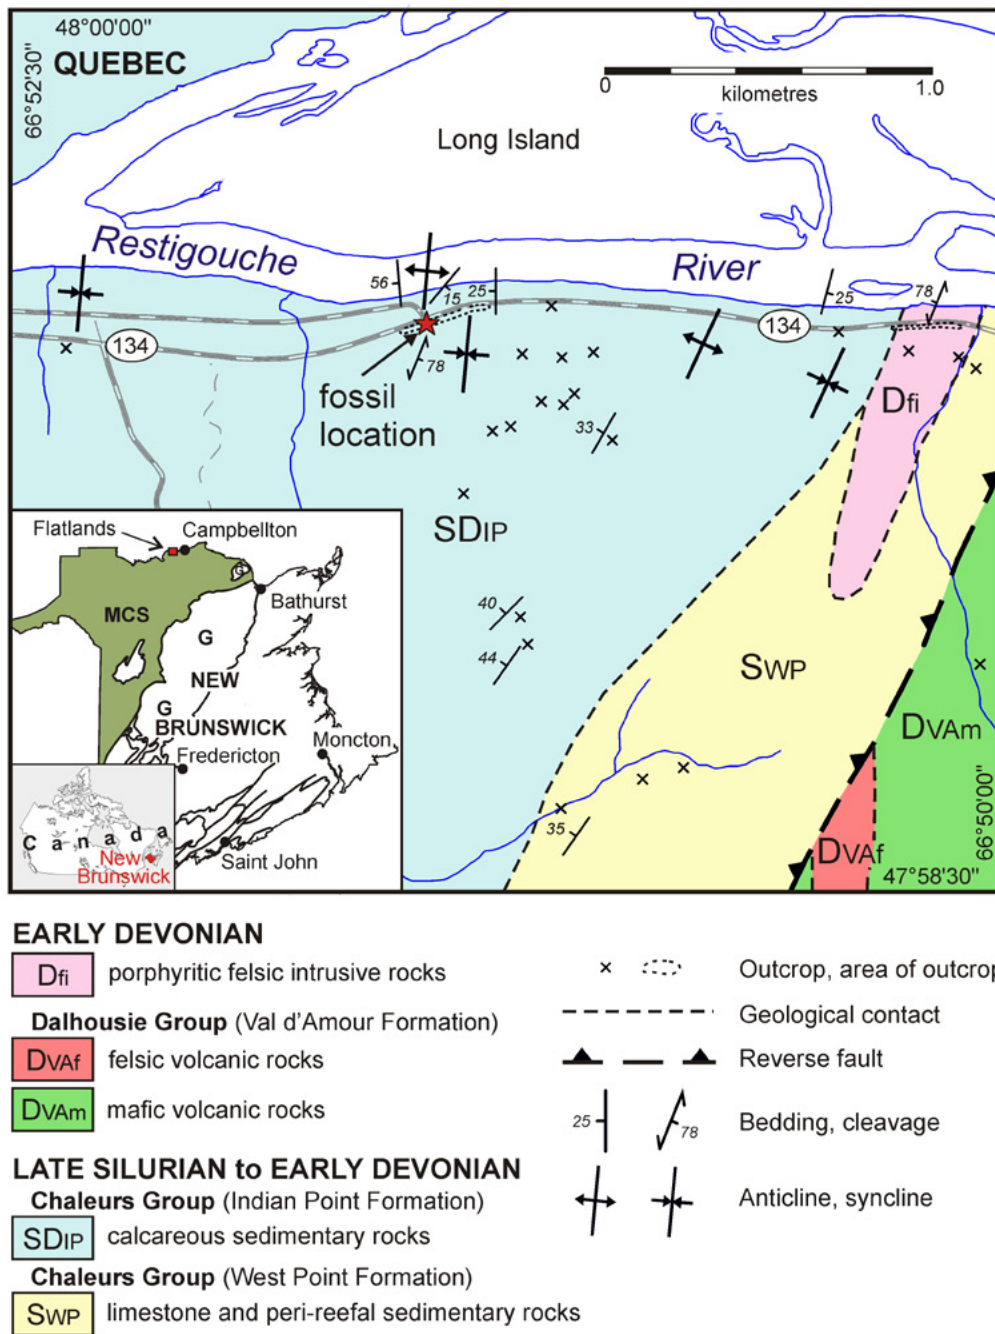 48°00'00"
66°52'30"
QUEBEC
0 kilometres 1.0
Long Island
Restigouche River
56
15
25
25
78
134
134
78
fossil
location
33
Dfi
SDIP
40
44
SWP
DVAm
35
DVAf
66°50'00"
47°58'30"
Flatlands
Campbellton
G
Bathurst
MCS
G
NEW
G
BRUNSWICK
Fredericton
Moncton
Saint John
Canada
New
Brunswick
EARLY DEVONIAN
Dfi porphyritic felsic intrusive rocks
Dalhousie Group (Val d'Amour Formation)
DVAf felsic volcanic rocks
DVAm mafic volcanic rocks
LATE SILURIAN to EARLY DEVONIAN
Chaleurs Group (Indian Point Formation)
SDIP calcareous sedimentary rocks
Chaleurs Group (West Point Formation)
SWP limestone and peri-reefal sedimentary rocks
Outcrop, area of outcrop
Geological contact
Reverse fault
25 78 Bedding, cleavage
Anticline, syncline